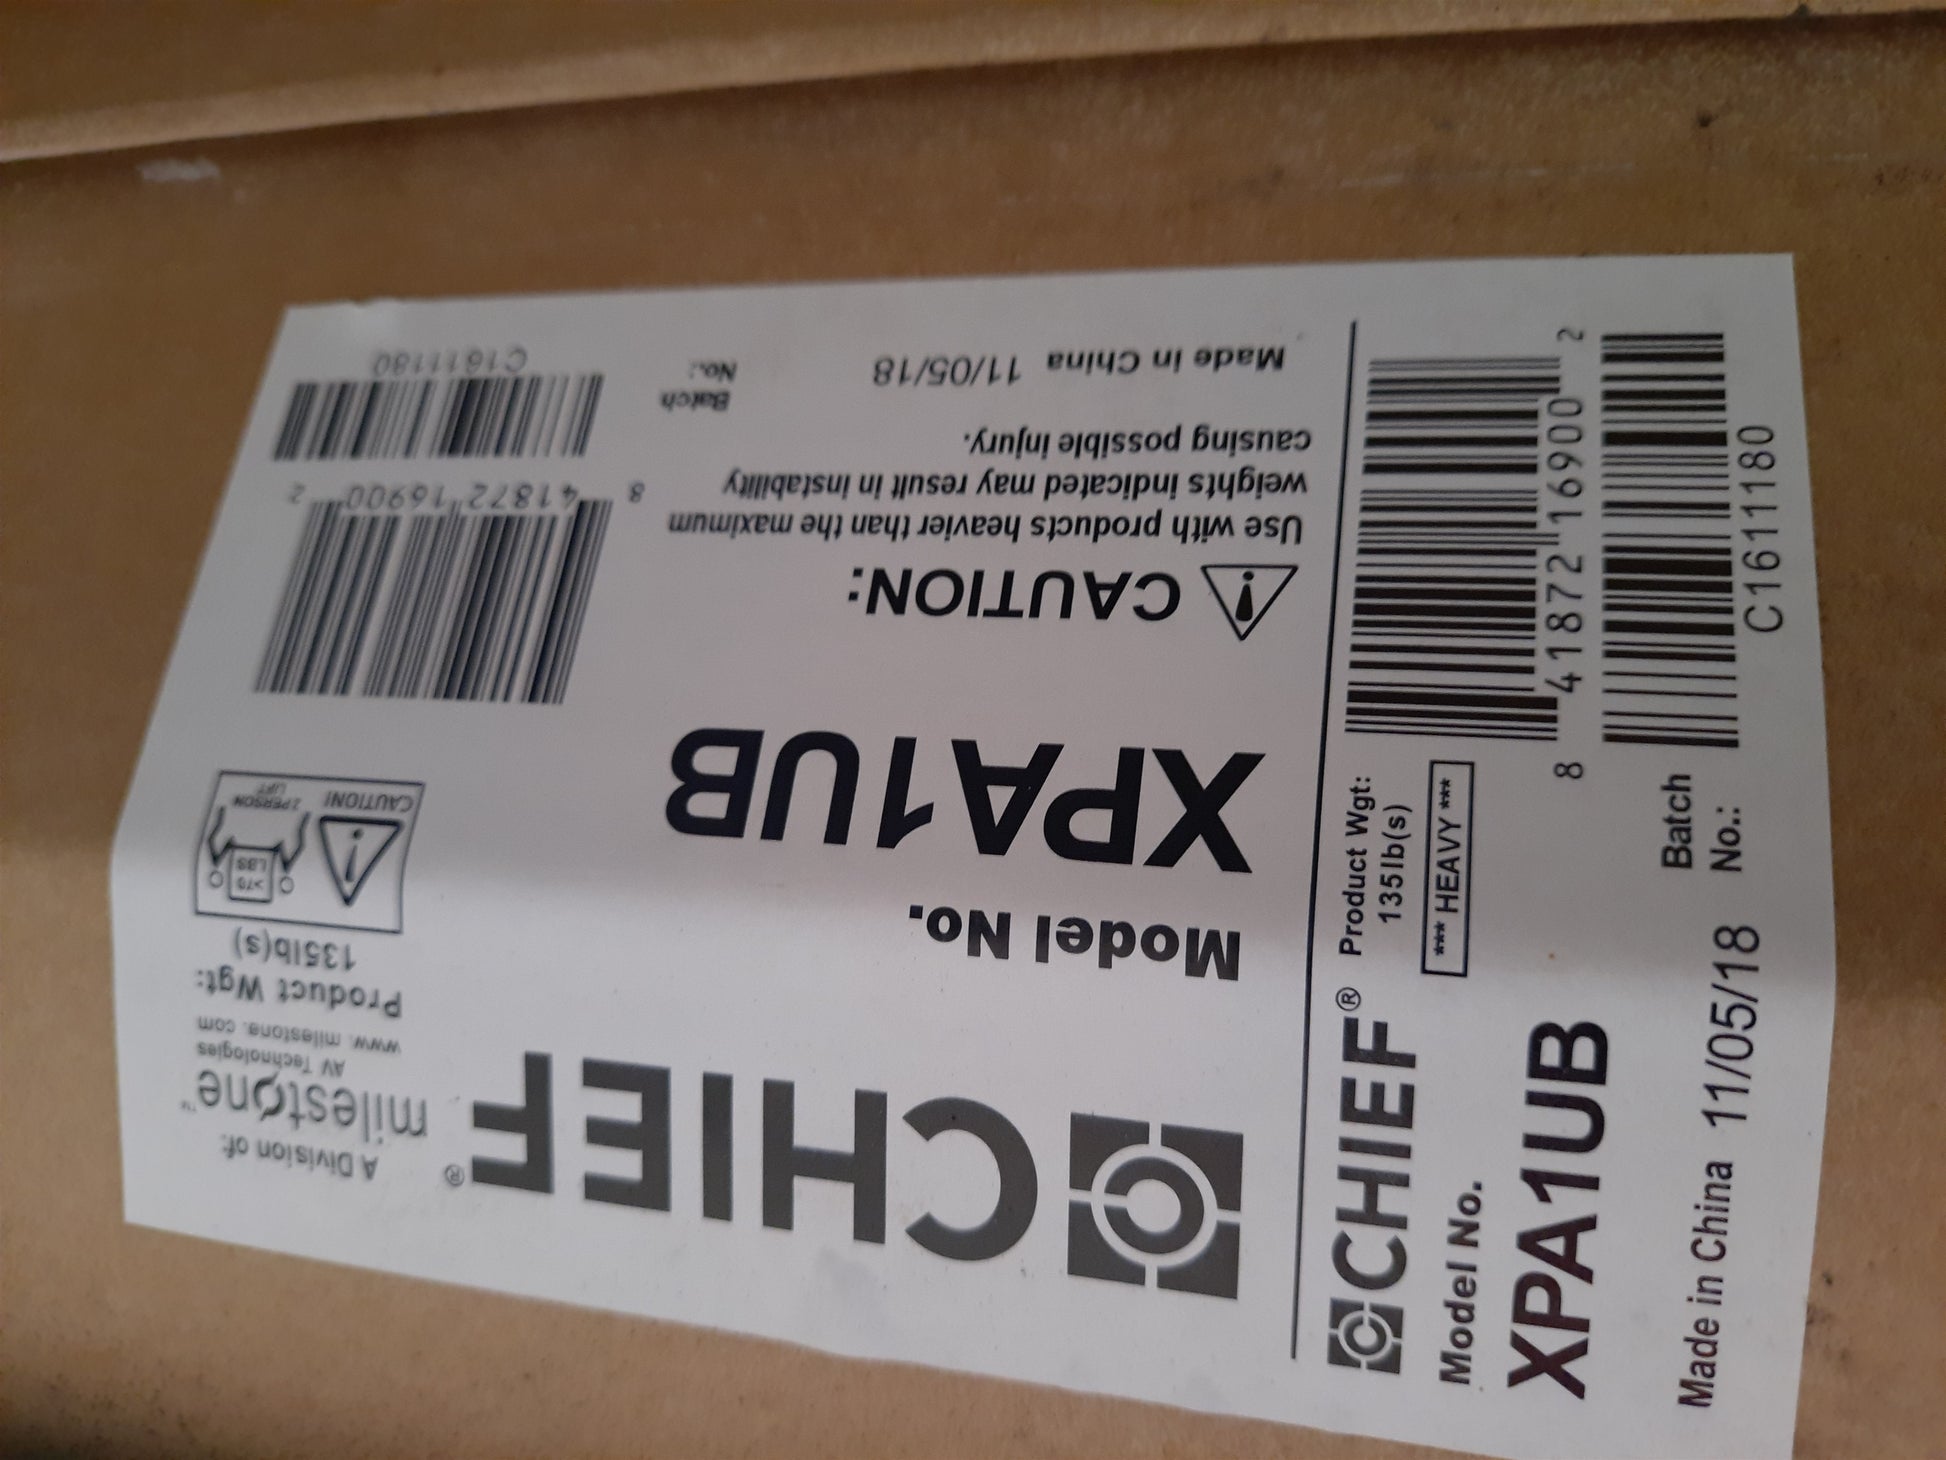 CHIEF®
A Division of:
milestone™
AV Technologies
www.milestone.com
Model No.
XPA1UB
Product Wgt:
135lb(s)
>70
LBS
CAUTION!
2 PERSON
LIFT
CAUTION:
Use with products heavier than the maximum
weights indicated may result in instability
causing possible injury.
Made in China 11/05/18
8 41872 16900 2
Batch
No.:
C1611180
CHIEF®
Product Wgt:
135lb(s)
*** HEAVY ***
Model No.
XPA1UB
8 41872 16900 2
Made in China 11/05/18
Batch
No.:
C1611180